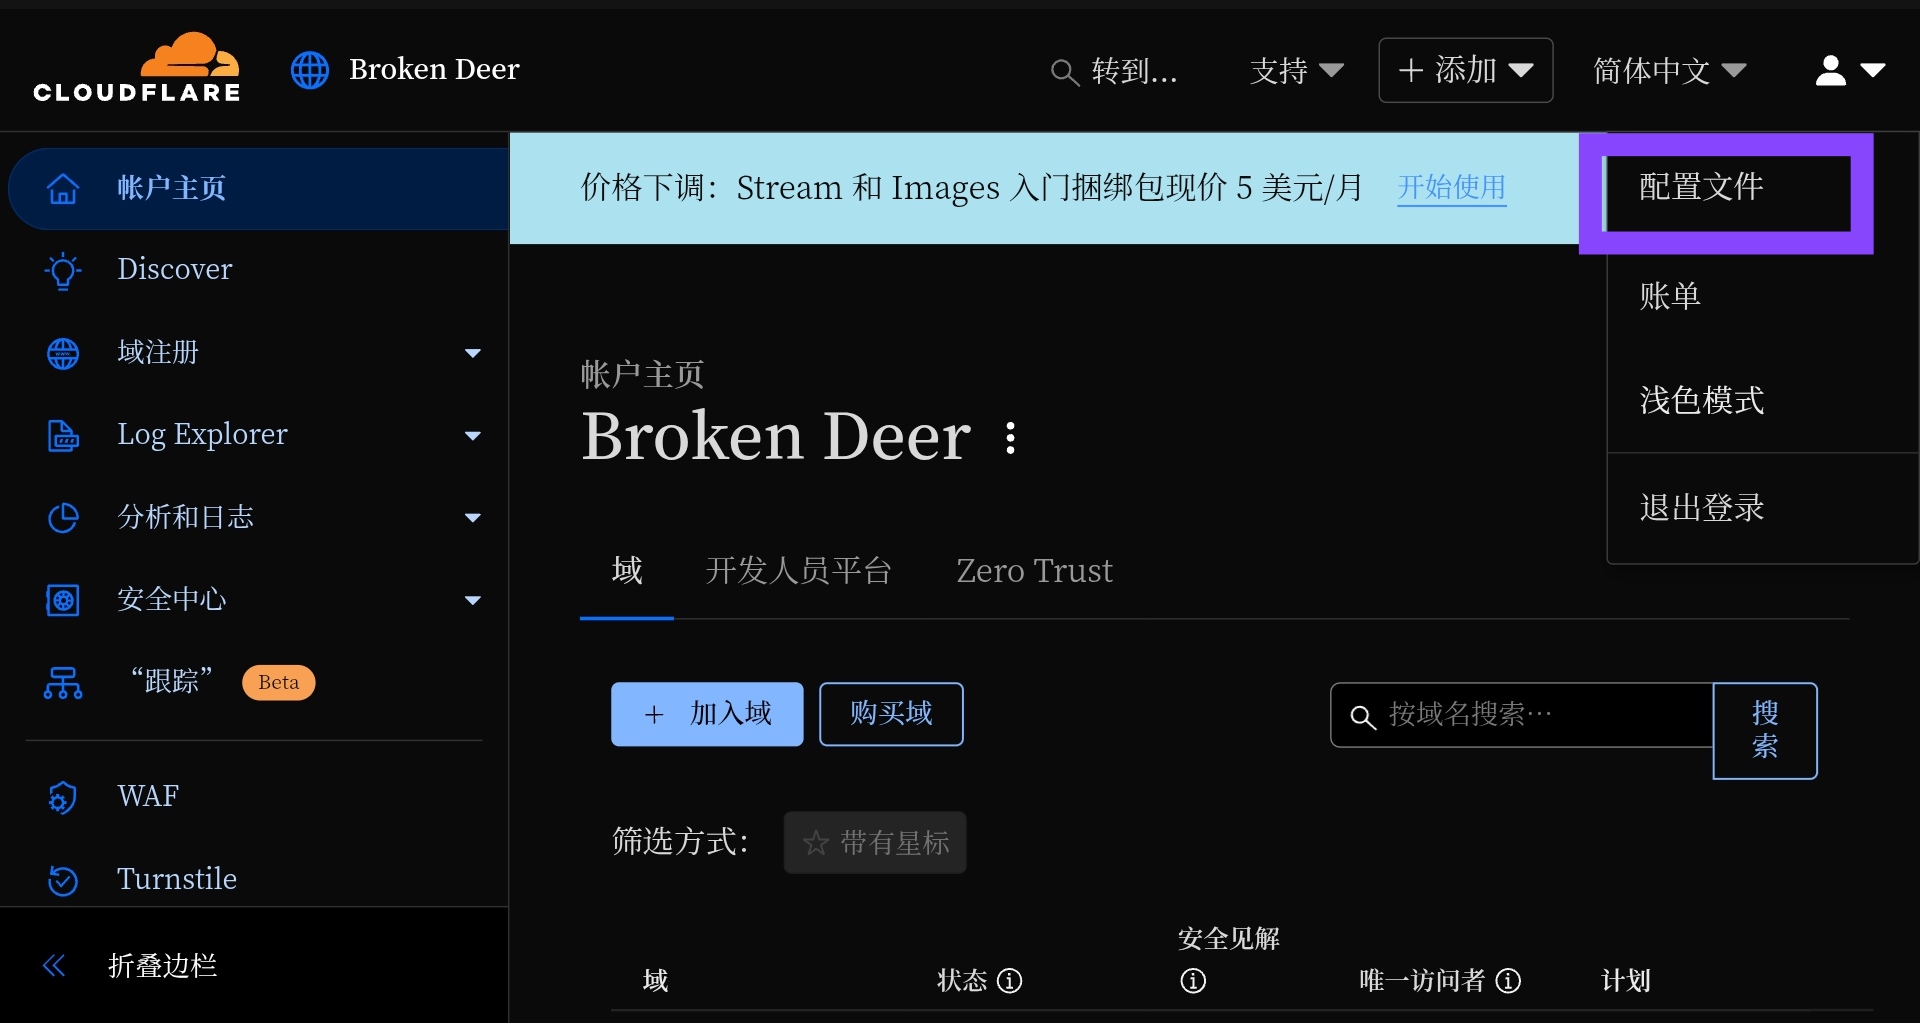 CLOUDFLARE
Broken Deer
转到...
支持
+ 添加
简体中文
帐户主页
Discover
域注册
Log Explorer
分析和日志
安全中心
“跟踪” Beta
WAF
Turnstile
折叠边栏
价格下调：Stream 和 Images 入门捆绑包现价 5 美元/月 开始使用
配置文件
账单
浅色模式
退出登录
帐户主页
Broken Deer
域 开发人员平台 Zero Trust
+ 加入域 购买域
按域名搜索…
搜
索
筛选方式： 带有星标
域 状态 安全见解 唯一访问者 计划